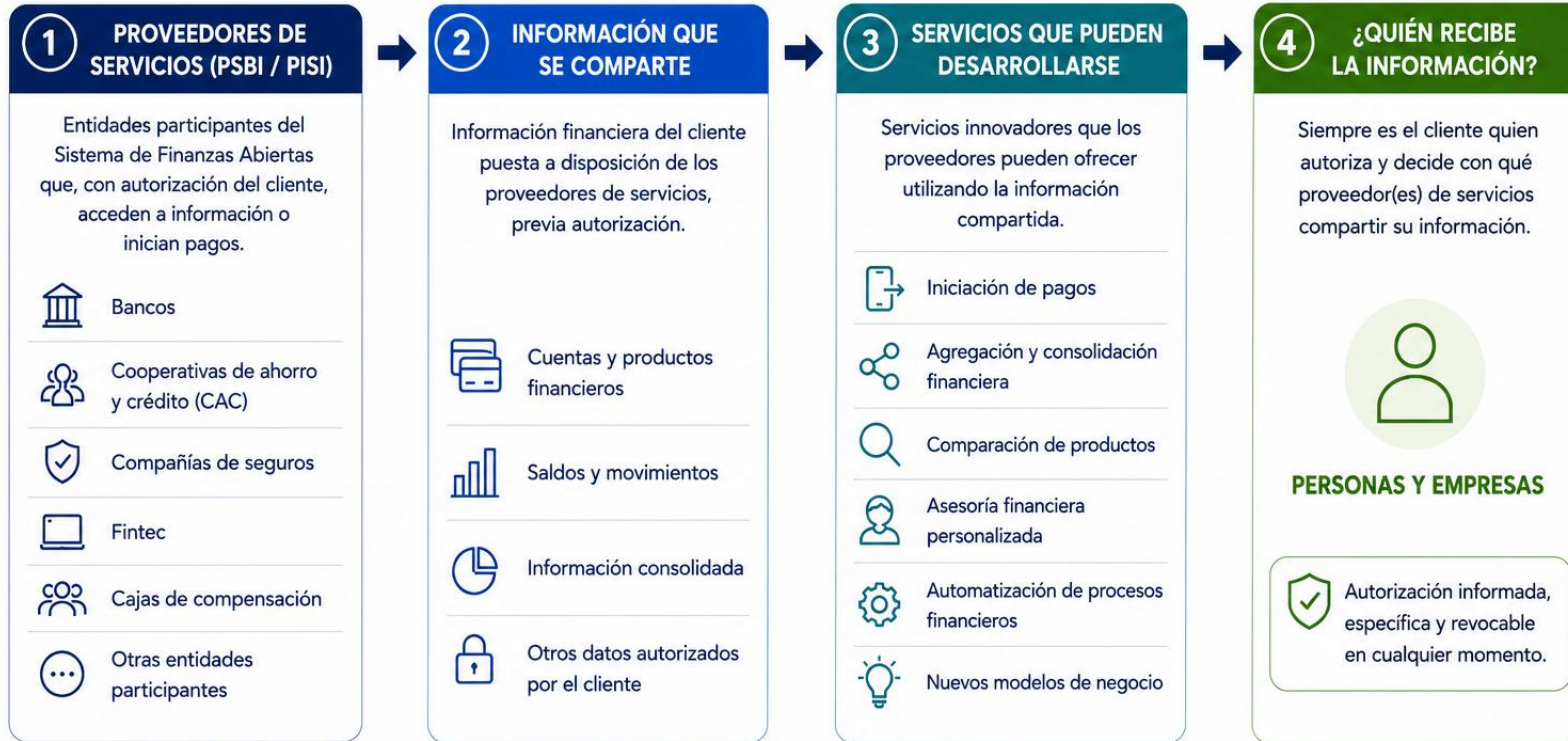 1
PROVEEDORES DE
SERVICIOS (PSBI / PISI)
Entidades participantes del
Sistema de Finanzas Abiertas
que, con autorización del cliente,
acceden a información o
inician pagos.
Bancos
Cooperativas de ahorro
y crédito (CAC)
Compañías de seguros
Fintec
Cajas de compensación
Otras entidades
participantes
2
INFORMACIÓN QUE
SE COMPARTE
Información financiera del cliente
puesta a disposición de los
proveedores de servicios,
previa autorización.
Cuentas y productos
financieros
Saldos y movimientos
Información consolidada
Otros datos autorizados
por el cliente
3
SERVICIOS QUE PUEDEN
DESARROLLARSE
Servicios innovadores que los
proveedores pueden ofrecer
utilizando la información
compartida.
Iniciación de pagos
Agregación y consolidación
financiera
Comparación de productos
Asesoría financiera
personalizada
Automatización de procesos
financieros
Nuevos modelos de negocio
4
¿QUIÉN RECIBE
LA INFORMACIÓN?
Siempre es el cliente quien
autoriza y decide con qué
proveedor(es) de servicios
compartir su información.
PERSONAS Y EMPRESAS
Autorización informada,
específica y revocable
en cualquier momento.